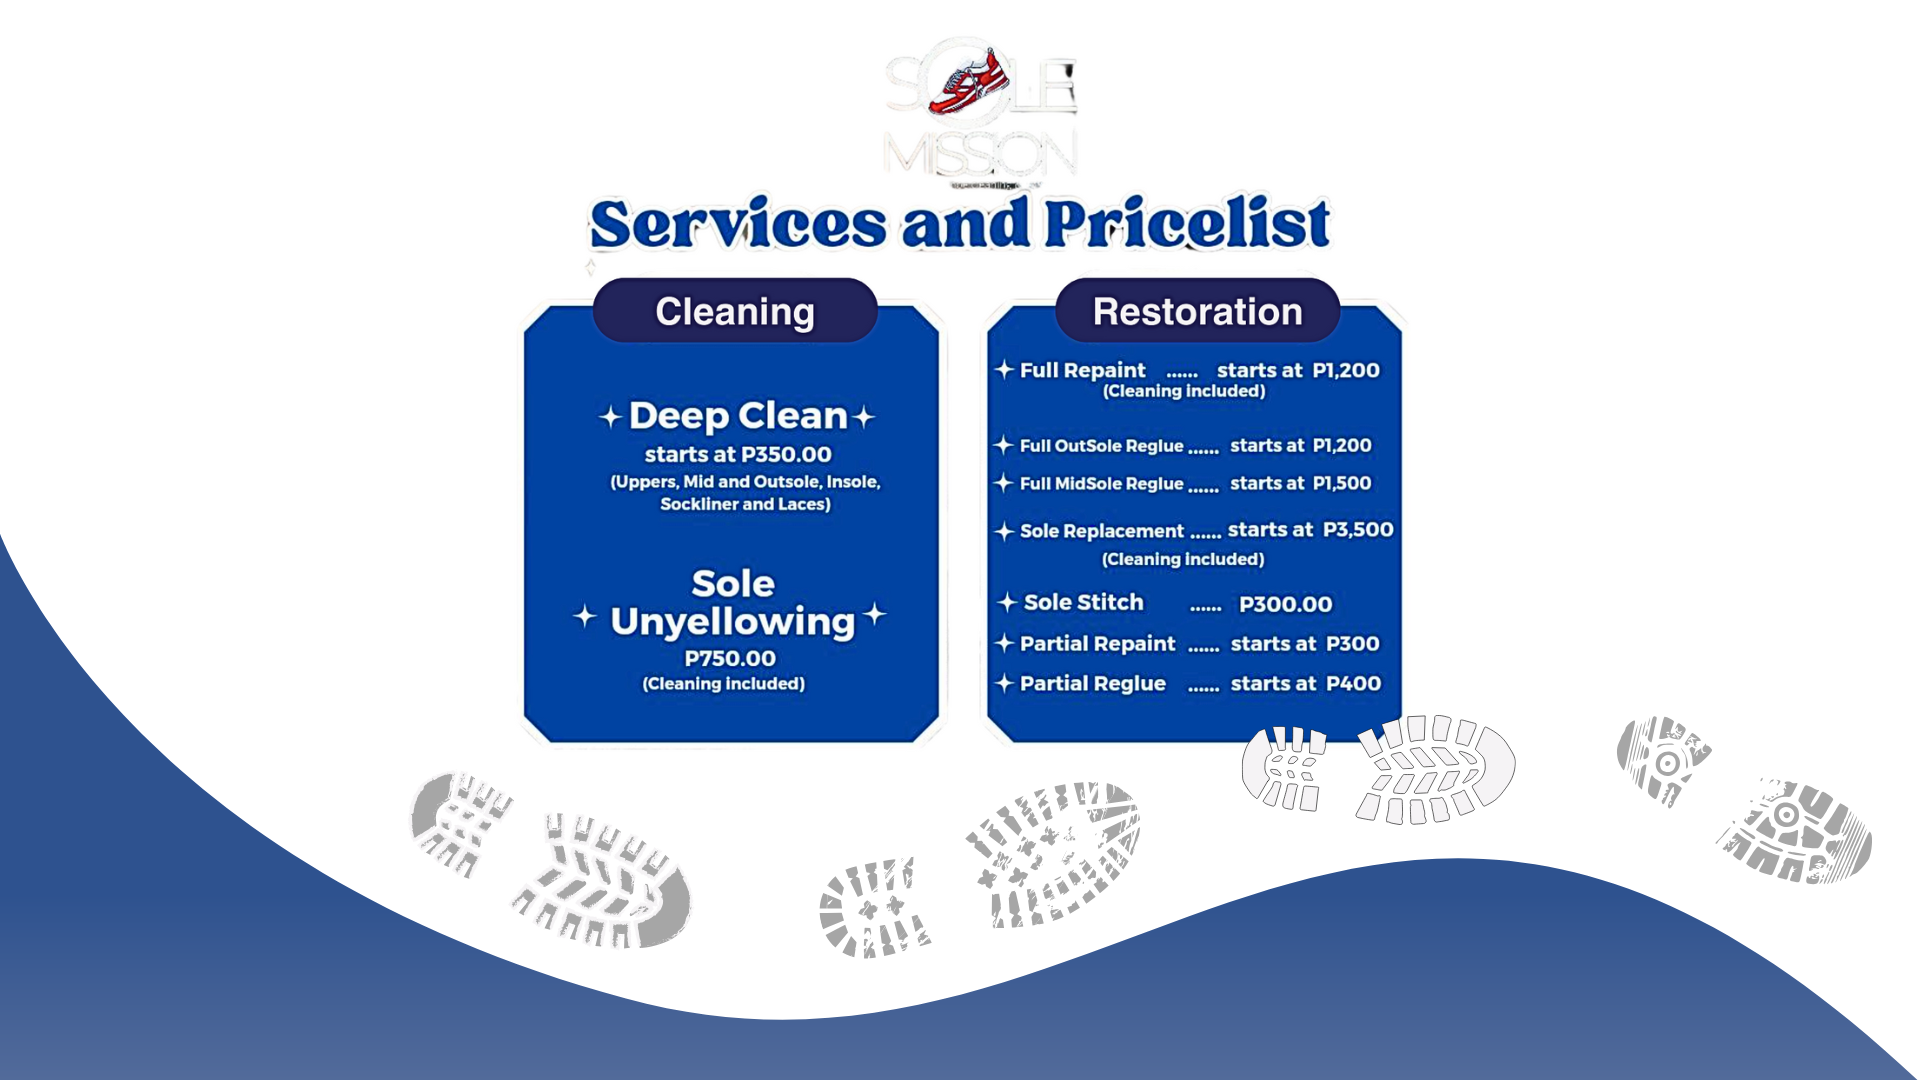 SOLE
MISSION
Services and Pricelist
Cleaning
Deep Clean
starts at P350.00
(Uppers, Mid and Outsole, Insole,
Sockliner and Laces)
Sole
Unyellowing
P750.00
(Cleaning included)
Restoration
Full Repaint ...... starts at P1,200
(Cleaning included)
Full OutSole Reglue ...... starts at P1,200
Full MidSole Reglue ...... starts at P1,500
Sole Replacement ...... starts at P3,500
(Cleaning included)
Sole Stitch ...... P300.00
Partial Repaint ...... starts at P300
Partial Reglue ...... starts at P400